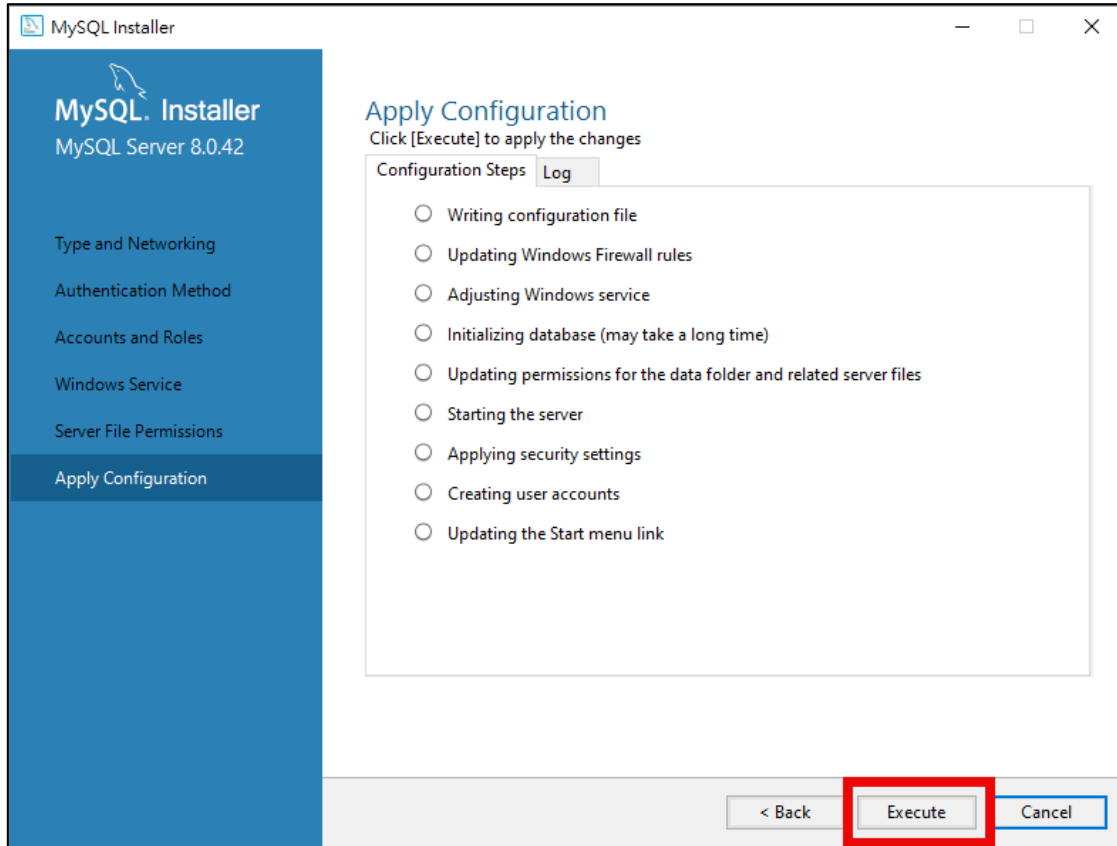 MySQL Installer
MySQL. Installer
MySQL Server 8.0.42
Type and Networking
Authentication Method
Accounts and Roles
Windows Service
Server File Permissions
Apply Configuration
Apply Configuration
Click [Execute] to apply the changes
Configuration Steps Log
Writing configuration file
Updating Windows Firewall rules
Adjusting Windows service
Initializing database (may take a long time)
Updating permissions for the data folder and related server files
Starting the server
Applying security settings
Creating user accounts
Updating the Start menu link
< Back Execute Cancel